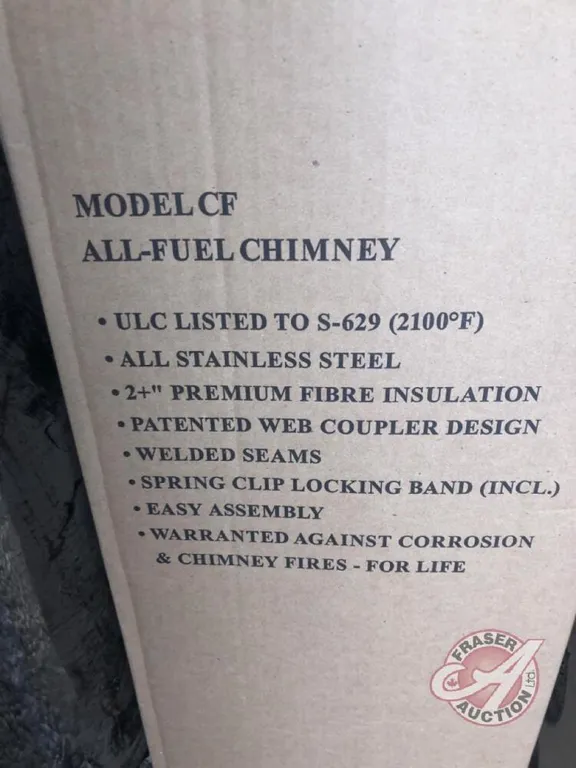 MODEL CF
ALL-FUEL CHIMNEY
• ULC LISTED TO S-629 (2100°F)
• ALL STAINLESS STEEL
• 2+" PREMIUM FIBRE INSULATION
• PATENTED WEB COUPLER DESIGN
• WELDED SEAMS
• SPRING CLIP LOCKING BAND (INCL.)
• EASY ASSEMBLY
• WARRANTED AGAINST CORROSION
& CHIMNEY FIRES - FOR LIFE
FRASER
AUCTION Ltd.